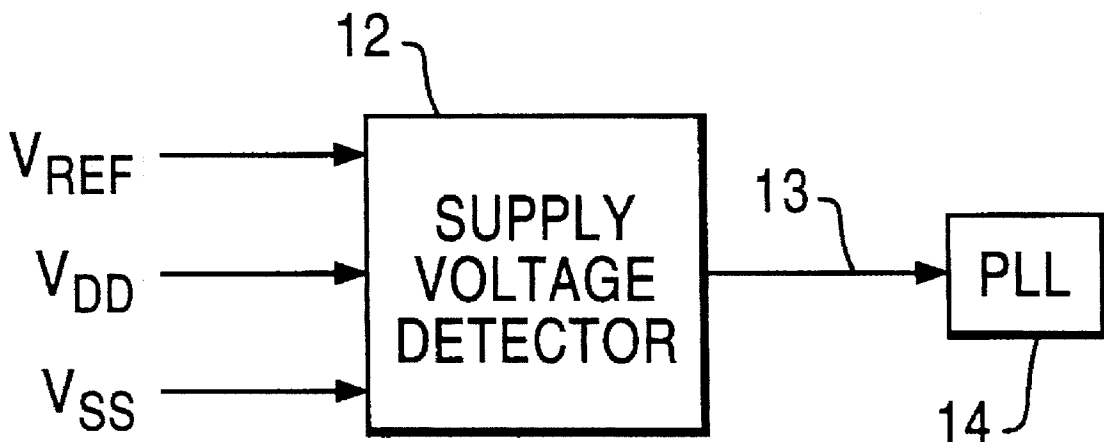 12
V_REF
V_DD
V_SS
SUPPLY
VOLTAGE
DETECTOR
13
PLL
14